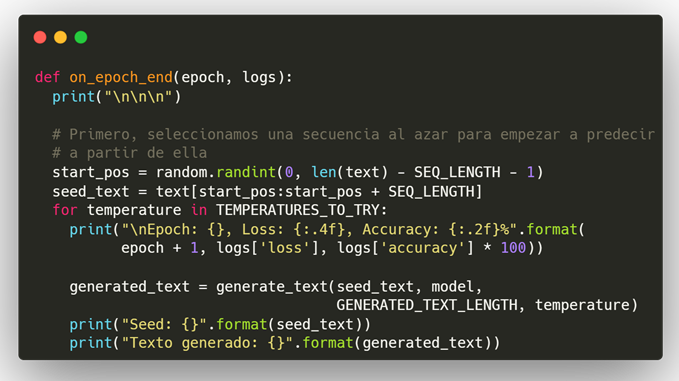 def on_epoch_end(epoch, logs):
  print("\n\n\n")

  # Primero, seleccionamos una secuencia al azar para empezar a predecir
  # a partir de ella
  start_pos = random.randint(0, len(text) - SEQ_LENGTH - 1)
  seed_text = text[start_pos:start_pos + SEQ_LENGTH]
  for temperature in TEMPERATURES_TO_TRY:
    print("\nEpoch: {}, Loss: {:.4f}, Accuracy: {:.2f}%".format(
          epoch + 1, logs['loss'], logs['accuracy'] * 100))

    generated_text = generate_text(seed_text, model,
                                   GENERATED_TEXT_LENGTH, temperature)
    print("Seed: {}".format(seed_text))
    print("Texto generado: {}".format(generated_text))